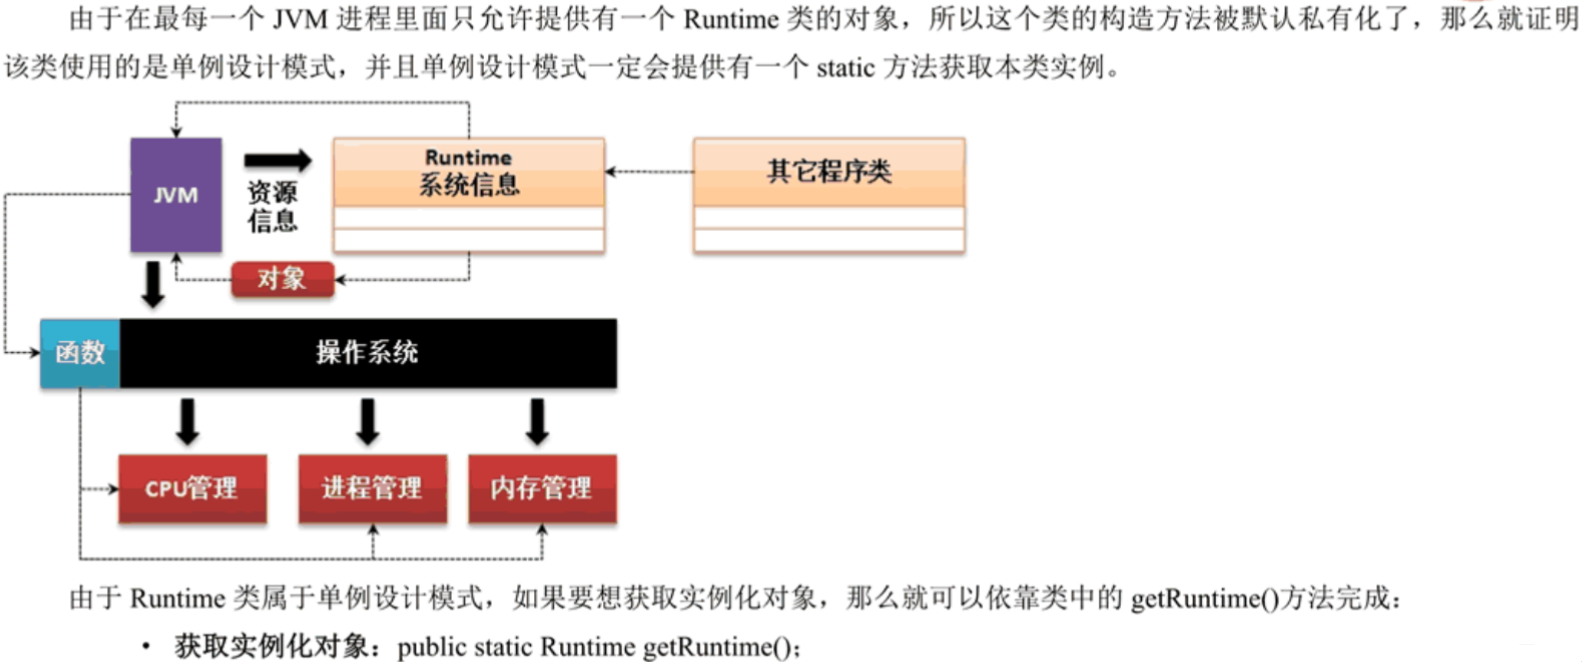 由于在最每一个 JVM 进程里面只允许提供有一个 Runtime 类的对象，所以这个类的构造方法被默认私有化了，那么就证明
该类使用的是单例设计模式，并且单例设计模式一定会提供有一个 static 方法获取本类实例。
JVM
资源
信息
Runtime
系统信息
其它程序类
对象
函数
操作系统
CPU管理
进程管理
内存管理
由于 Runtime 类属于单例设计模式，如果要想获取实例化对象，那么就可以依靠类中的 getRuntime()方法完成：
• 获取实例化对象：public static Runtime getRuntime();